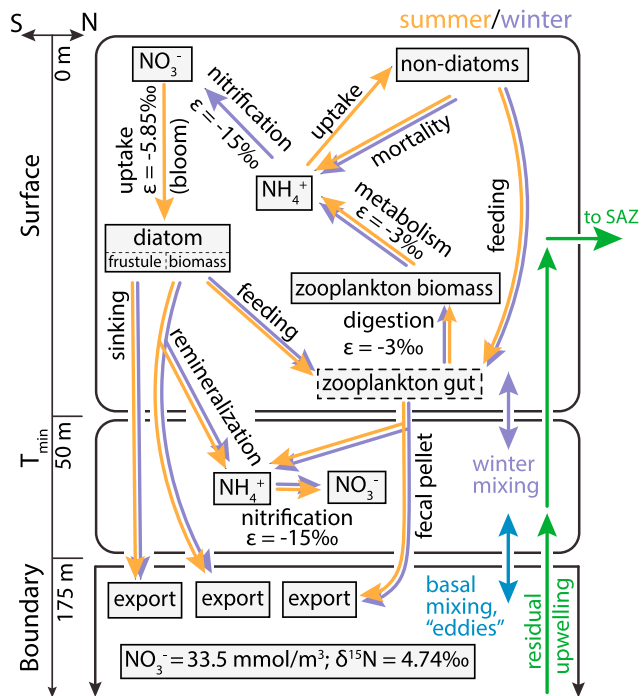 S N
summer/winter
0 m
Surface
NO₃⁻
non-diatoms
nitrification
ε = -15‰
uptake
mortality
uptake
ε = -5.85‰
(bloom)
NH₄⁺
metabolism
ε = -3‰
feeding
to SAZ
diatom
frustule
biomass
zooplankton biomass
sinking
feeding
digestion
ε = -3‰
remineralization
zooplankton gut
Tmin
50 m
winter
mixing
NH₄⁺
NO₃⁻
nitrification
ε = -15‰
fecal pellet
Boundary
175 m
export
export
export
basal
mixing,
“eddies”
residual
upwelling
NO₃⁻ = 33.5 mmol/m³; δ¹⁵N = 4.74‰